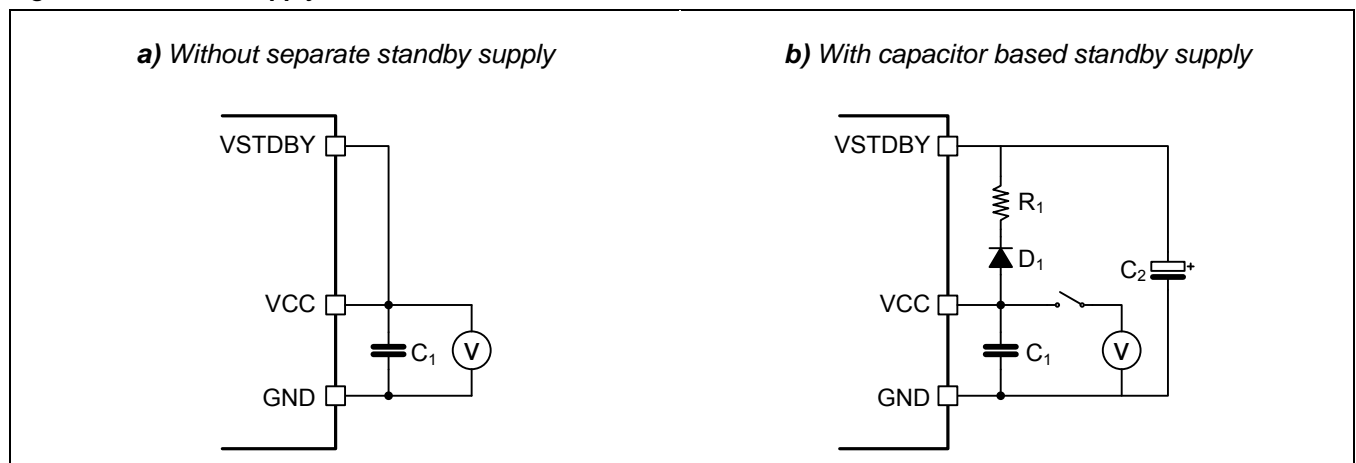 a) Without separate standby supply
VSTDBY
VCC
C1
V
GND
b) With capacitor based standby supply
VSTDBY
R1
D1
C2
+
VCC
C1
V
GND